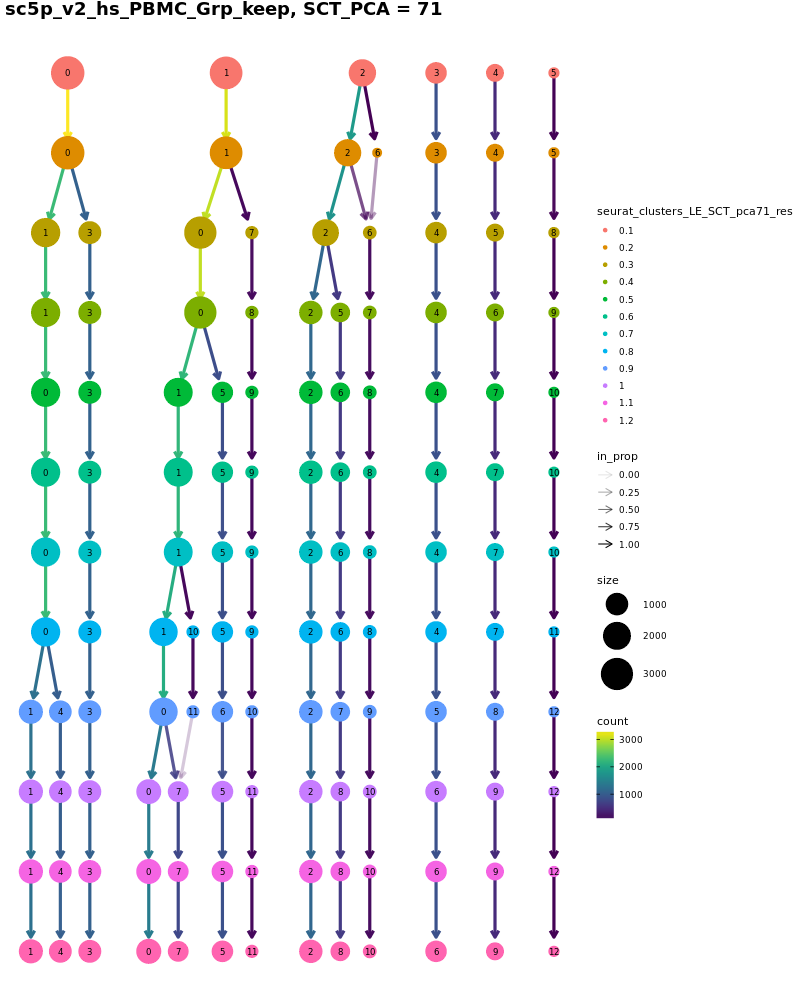 sc5p_v2_hs_PBMC_Grp_keep, SCT_PCA = 71
0 1 2 3 4 5
0 1 2 6 3 4 5
1 3 0 7 2 6 4 5 8
1 3 0 8 2 5 7 4 6 9
0 3 1 5 9 2 6 8 4 7 10
0 3 1 5 9 2 6 8 4 7 10
0 3 1 5 9 2 6 8 4 7 10
0 3 1 10 5 9 2 6 8 4 7 11
1 4 3 0 11 6 10 2 7 9 5 8 12
1 4 3 0 7 5 11 2 8 10 6 9 12
1 4 3 0 7 5 11 2 8 10 6 9 12
1 4 3 0 7 5 11 2 8 10 6 9 12
seurat_clusters_LE_SCT_pca71_res
0.1
0.2
0.3
0.4
0.5
0.6
0.7
0.8
0.9
1
1.1
1.2
in_prop
0.00
0.25
0.50
0.75
1.00
size
1000
2000
3000
count
3000
2000
1000